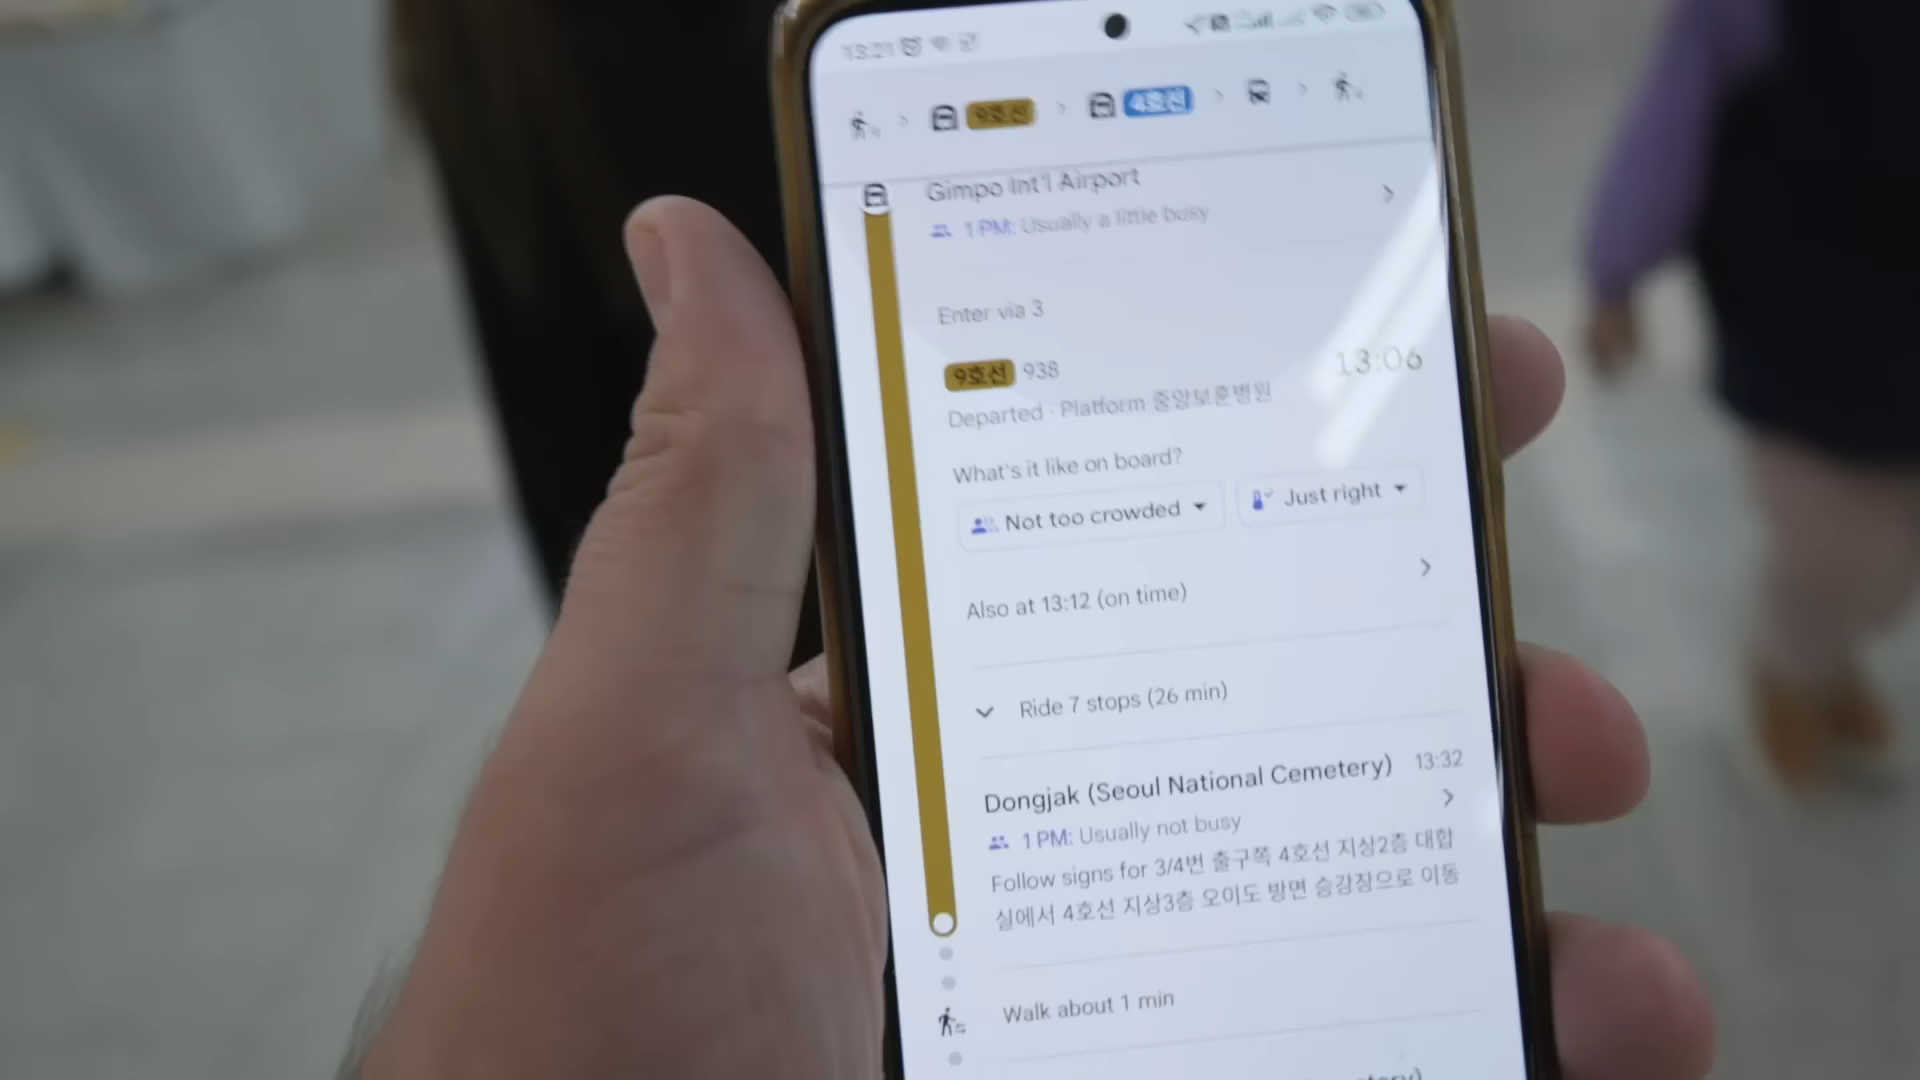 13:21
9호선
4호선
Gimpo Int'l Airport
1 PM: Usually a little busy
Enter via 3
9호선 938
13:06
Departed · Platform 중앙보훈병원
What's it like on board?
Not too crowded
Just right
Also at 13:12 (on time)
Ride 7 stops (26 min)
Dongjak (Seoul National Cemetery)
13:32
1 PM: Usually not busy
Follow signs for 3/4번 출구쪽 4호선 지상2층 대합
실에서 4호선 지상3층 오이도 방면 승강장으로 이동
Walk about 1 min